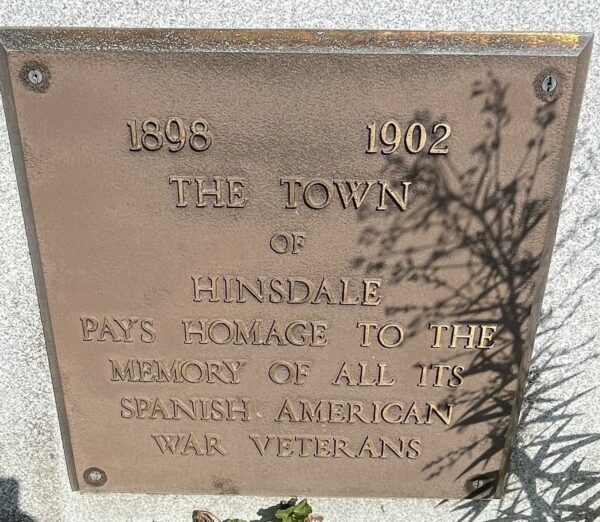 1898 1902
THE TOWN
OF
HINSDALE
PAYS HOMAGE TO THE
MEMORY OF ALL ITS
SPANISH AMERICAN
WAR VETERANS